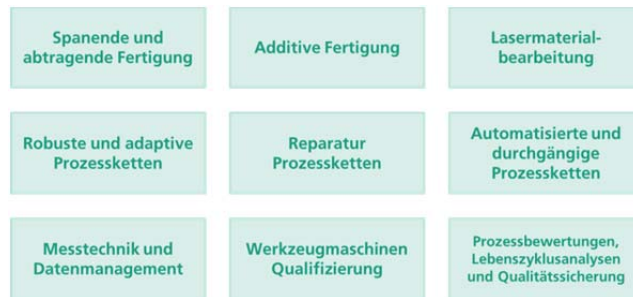 Spanende und
abtragende Fertigung
Additive Fertigung
Lasermaterial-
bearbeitung
Robuste und adaptive
Prozessketten
Reparatur
Prozessketten
Automatisierte und
durchgängige
Prozessketten
Messtechnik und
Datenmanagement
Werkzeugmaschinen
Qualifizierung
Prozessbewertungen,
Lebenszyklusanalysen
und Qualitätssicherung